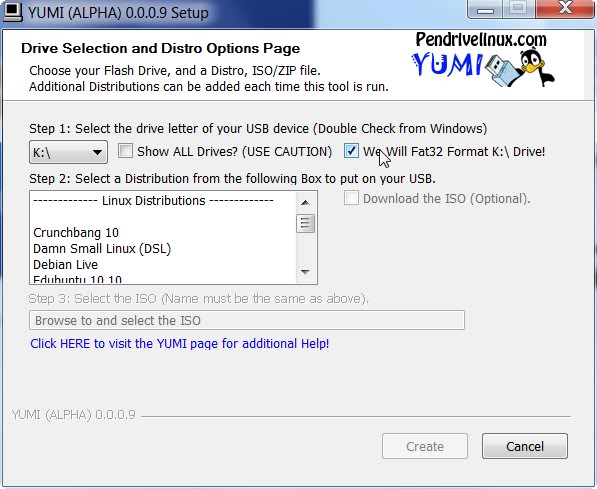 YUMI (ALPHA) 0.0.0.9 Setup
Drive Selection and Distro Options Page
Choose your Flash Drive, and a Distro, ISO/ZIP file.
Additional Distributions can be added each time this tool is run.
Pendrivelinux.com
YUMI
Step 1: Select the drive letter of your USB device (Double Check from Windows)
K:\ Show ALL Drives? (USE CAUTION) We Will Fat32 Format K:\ Drive!
Step 2: Select a Distribution from the following Box to put on your USB.
------------- Linux Distributions -------------
Download the ISO (Optional).
Crunchbang 10
Damn Small Linux (DSL)
Debian Live
Edubuntu 10.10
Step 3: Select the ISO (Name must be the same as above).
Browse to and select the ISO
Click HERE to visit the YUMI page for additional Help!
YUMI (ALPHA) 0.0.0.9
Create Cancel